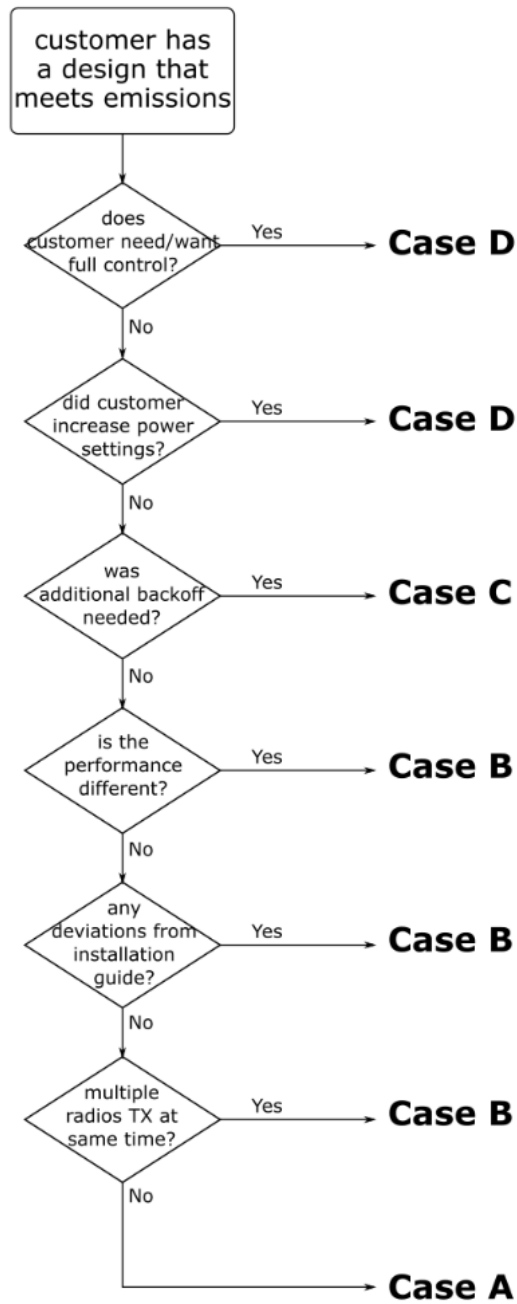 customer has
a design that
meets emissions
does
customer need/want
full control?
Yes
Case D
No
did customer
increase power
settings?
Yes
Case D
No
was
additional backoff
needed?
Yes
Case C
No
is the
performance
different?
Yes
Case B
No
any
deviations from
installation
guide?
Yes
Case B
No
multiple
radios TX at
same time?
Yes
Case B
No
Case A